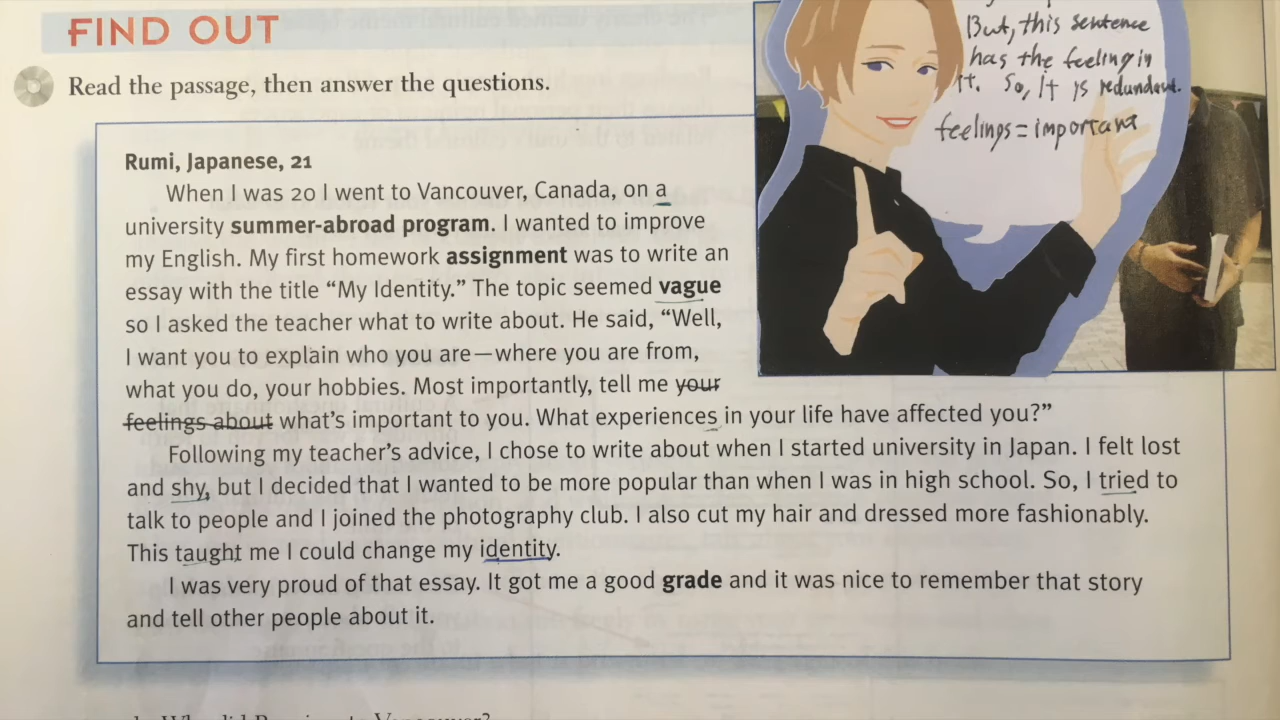 FIND OUT
Read the passage, then answer the questions.
But, this sentence
has the feeling in
it. So, It is redundant.
feelings = important
Rumi, Japanese, 21
When I was 20 I went to Vancouver, Canada, on a
university summer-abroad program. I wanted to improve
my English. My first homework assignment was to write an
essay with the title “My Identity.” The topic seemed vague
so I asked the teacher what to write about. He said, “Well,
I want you to explain who you are—where you are from,
what you do, your hobbies. Most importantly, tell me your
feelings about what’s important to you. What experiences in your life have affected you?”
Following my teacher’s advice, I chose to write about when I started university in Japan. I felt lost
and shy, but I decided that I wanted to be more popular than when I was in high school. So, I tried to
talk to people and I joined the photography club. I also cut my hair and dressed more fashionably.
This taught me I could change my identity.
I was very proud of that essay. It got me a good grade and it was nice to remember that story
and tell other people about it.